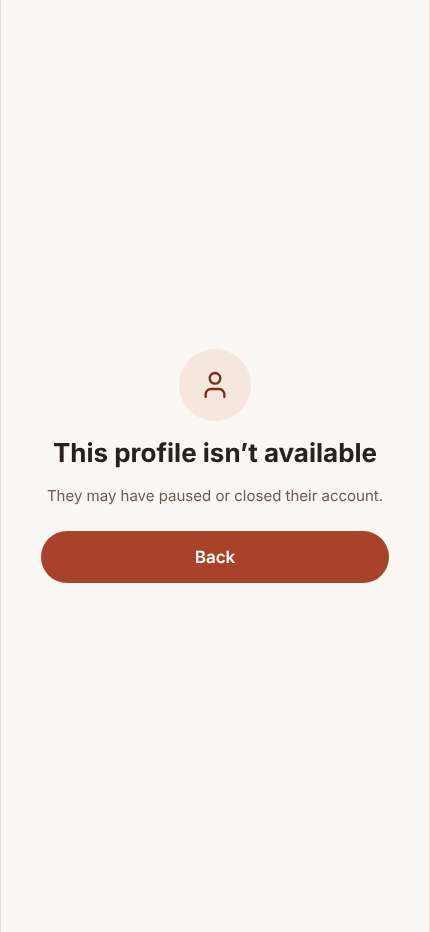 This profile isn’t available
They may have paused or closed their account.
Back